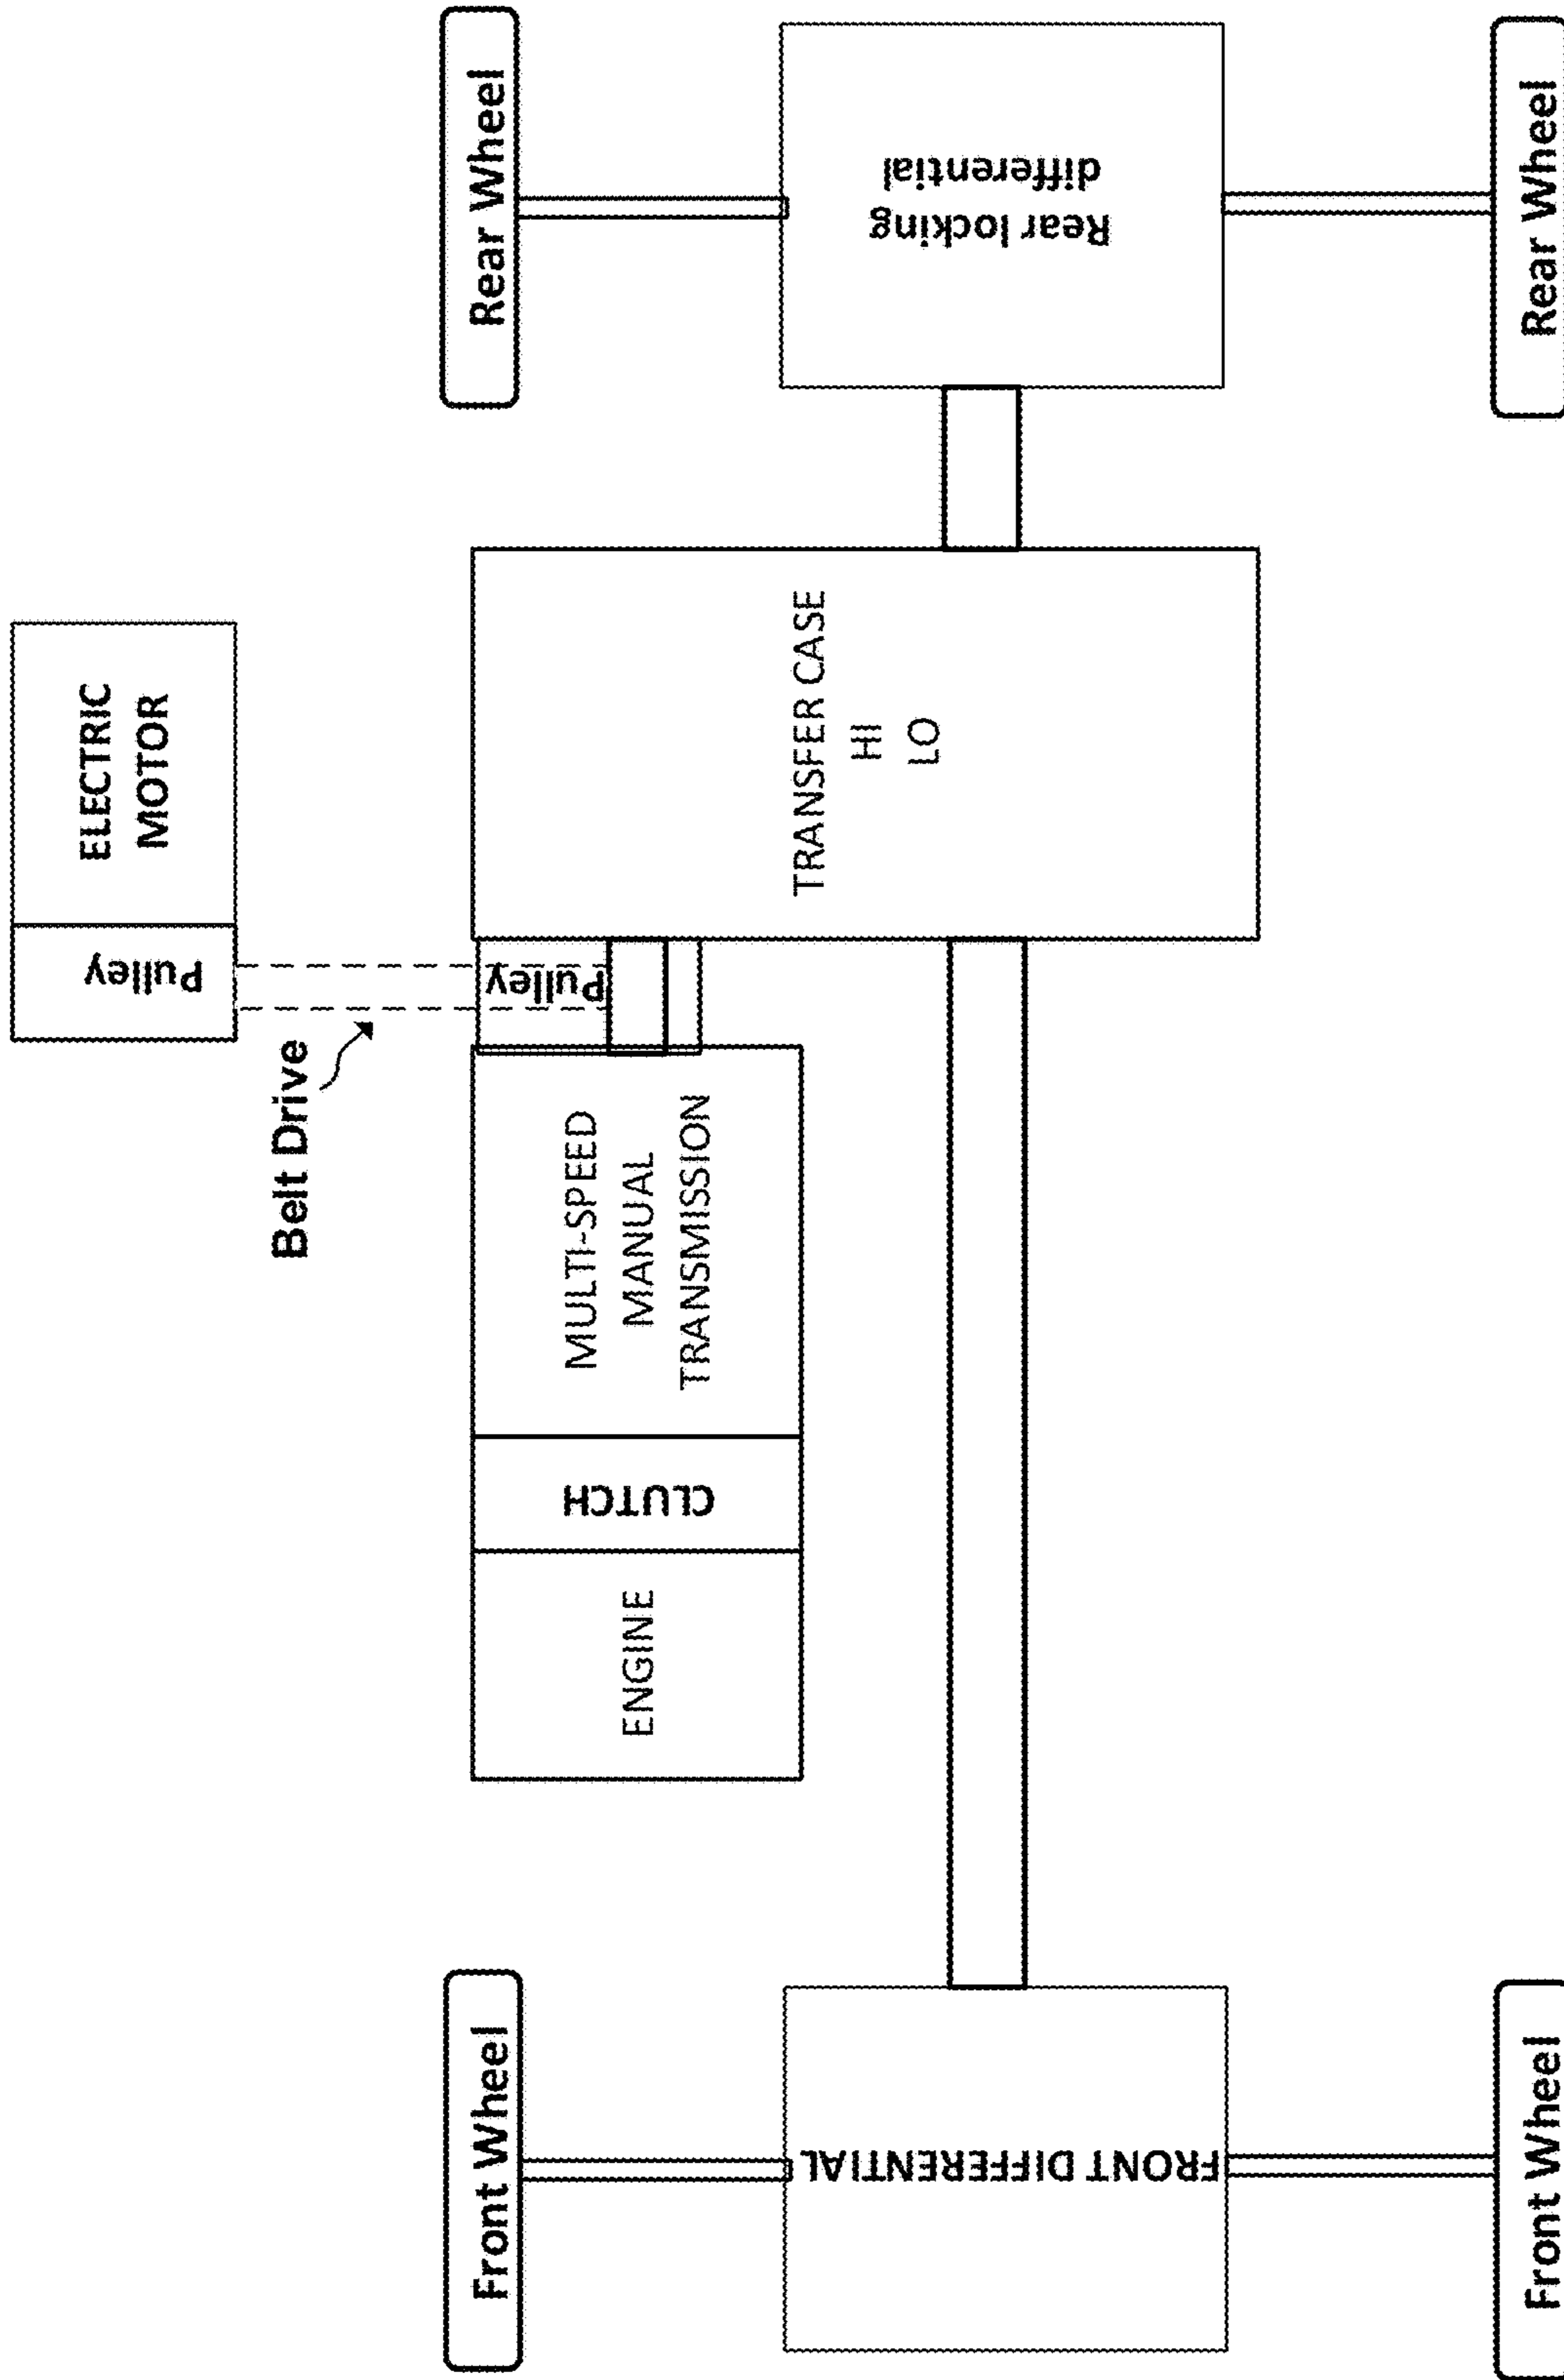 Rear Wheel
Rear locking
differential
Rear Wheel
ELECTRIC
MOTOR
Pulley
Pulley
Belt Drive
TRANSFER CASE
HI
LO
MULTI-SPEED
MANUAL
TRANSMISSION
CLUTCH
ENGINE
Front Wheel
FRONT DIFFERENTIAL
Front Wheel